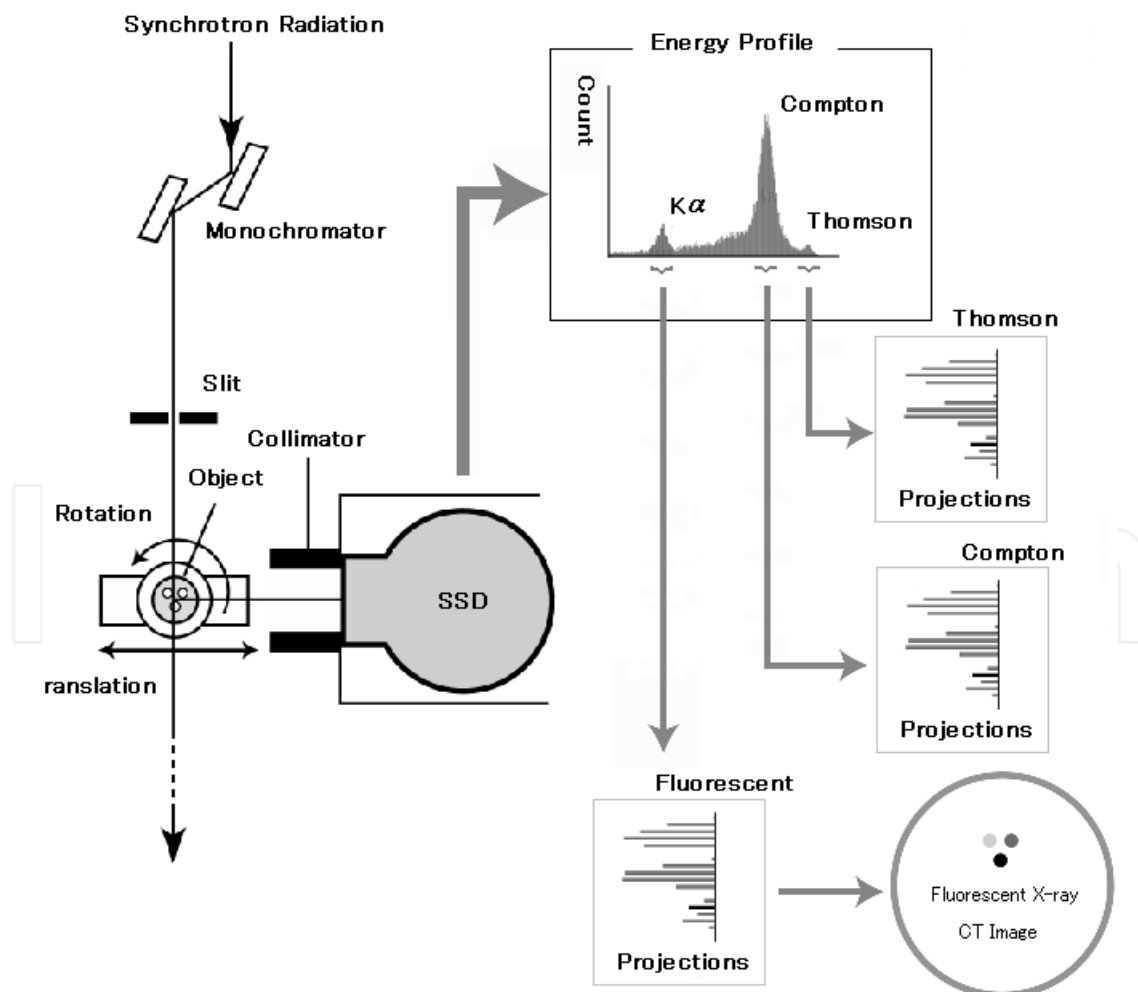 Synchrotron Radiation
Monochromator
Slit
Collimator
Object
Rotation
SSD
ranslation
Energy Profile
Count
Compton
Kα
Thomson
Thomson
Projections
Compton
Projections
Fluorescent
Projections
Fluorescent X-ray
CT Image